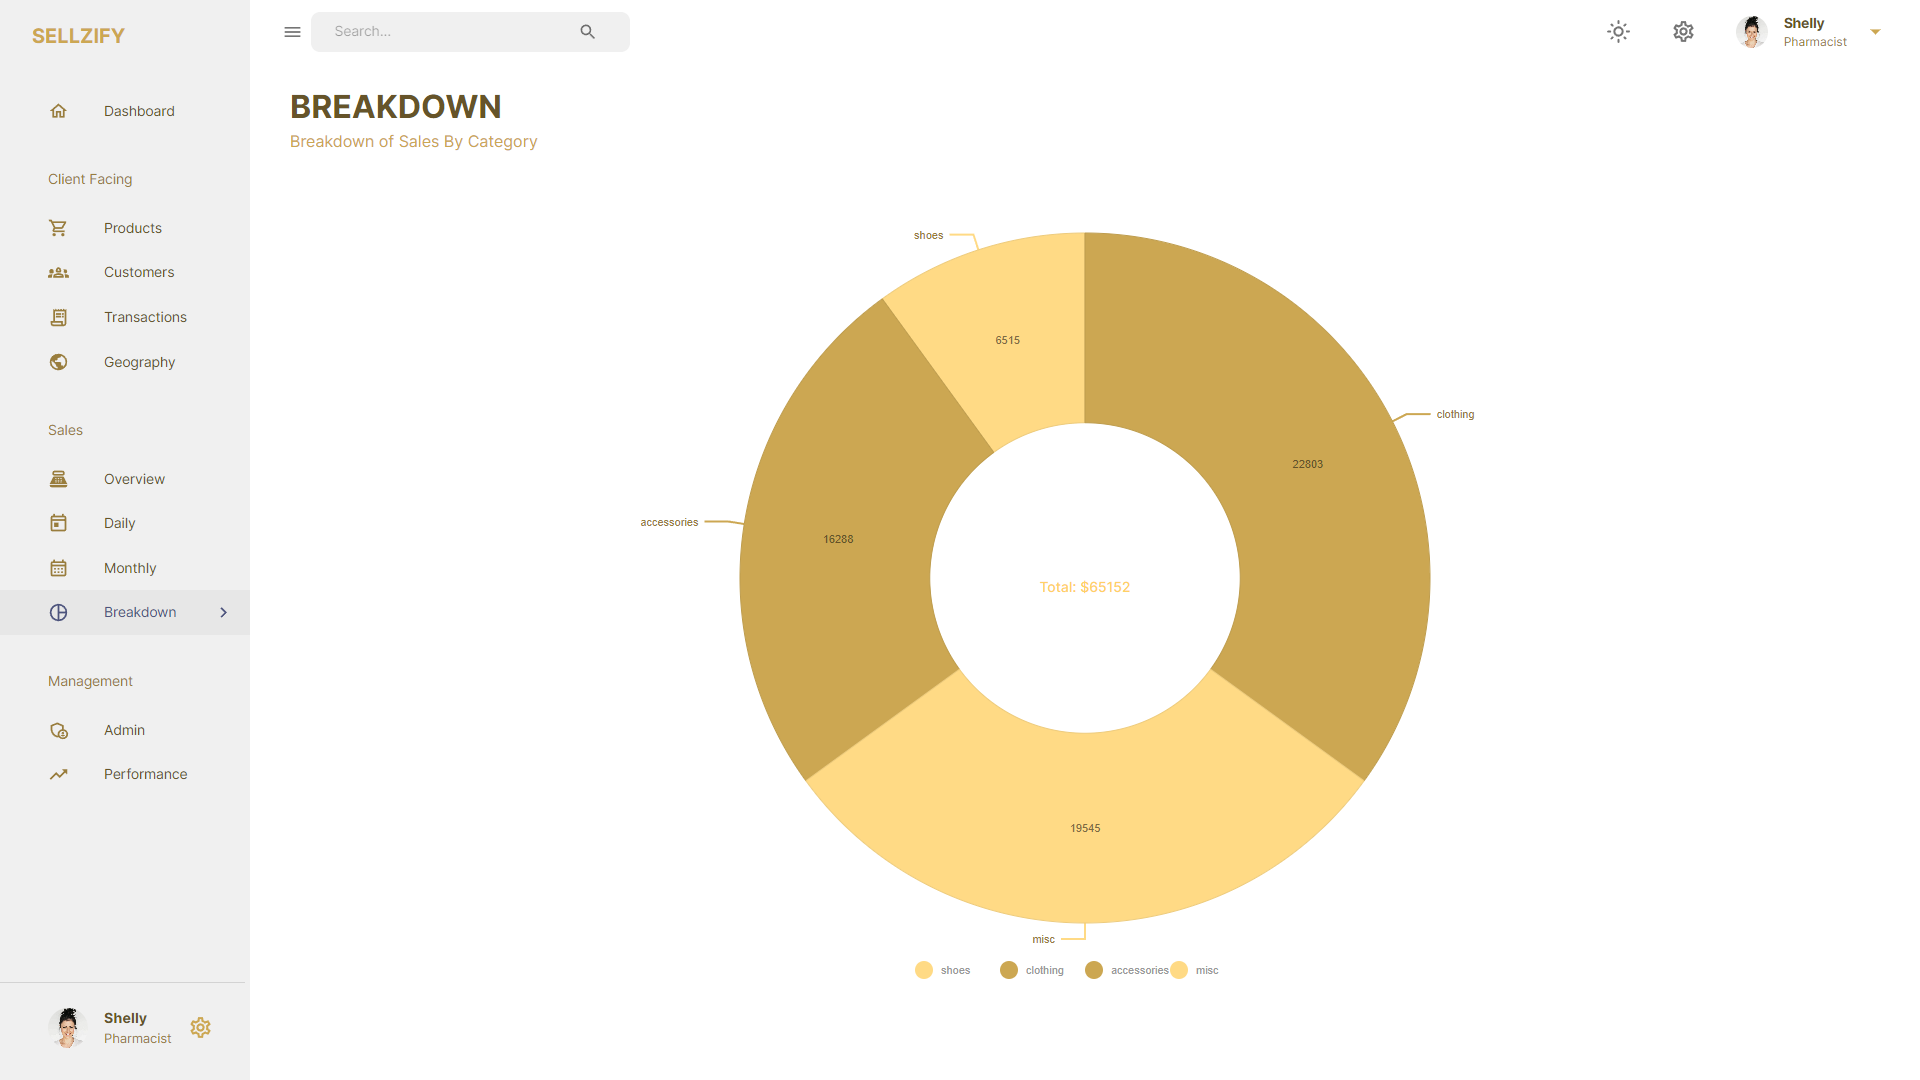 SELLZIFY
Dashboard
Client Facing
Products
Customers
Transactions
Geography
Sales
Overview
Daily
Monthly
Breakdown
Management
Admin
Performance
Shelly
Pharmacist
Search...
Shelly
Pharmacist
BREAKDOWN
Breakdown of Sales By Category
shoes
6515
clothing
22803
accessories
16288
Total: $65152
19545
misc
shoes
clothing
accessories
misc